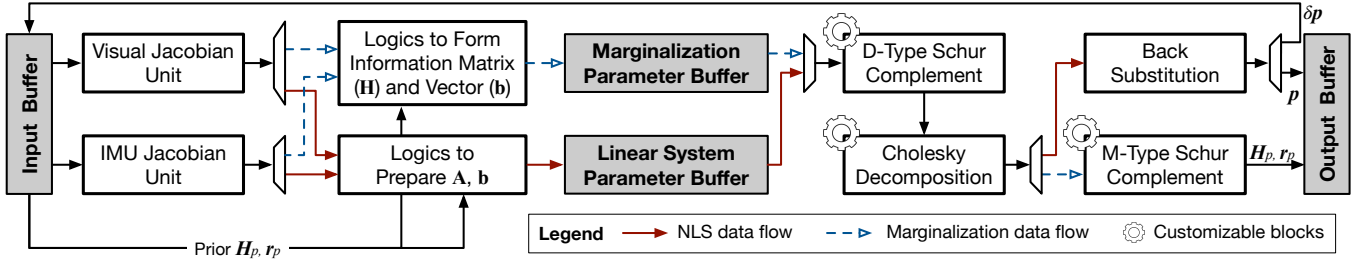 δp
Input Buffer
Visual Jacobian
Unit
Logics to Form
Information Matrix
(H) and Vector (b)
Marginalization
Parameter Buffer
D-Type Schur
Complement
Back
Substitution
p
Output Buffer
IMU Jacobian
Unit
Logics to
Prepare A, b
Linear System
Parameter Buffer
Cholesky
Decomposition
M-Type Schur
Complement
Hp, rp
Prior Hp, rp
Legend
NLS data flow
Marginalization data flow
Customizable blocks